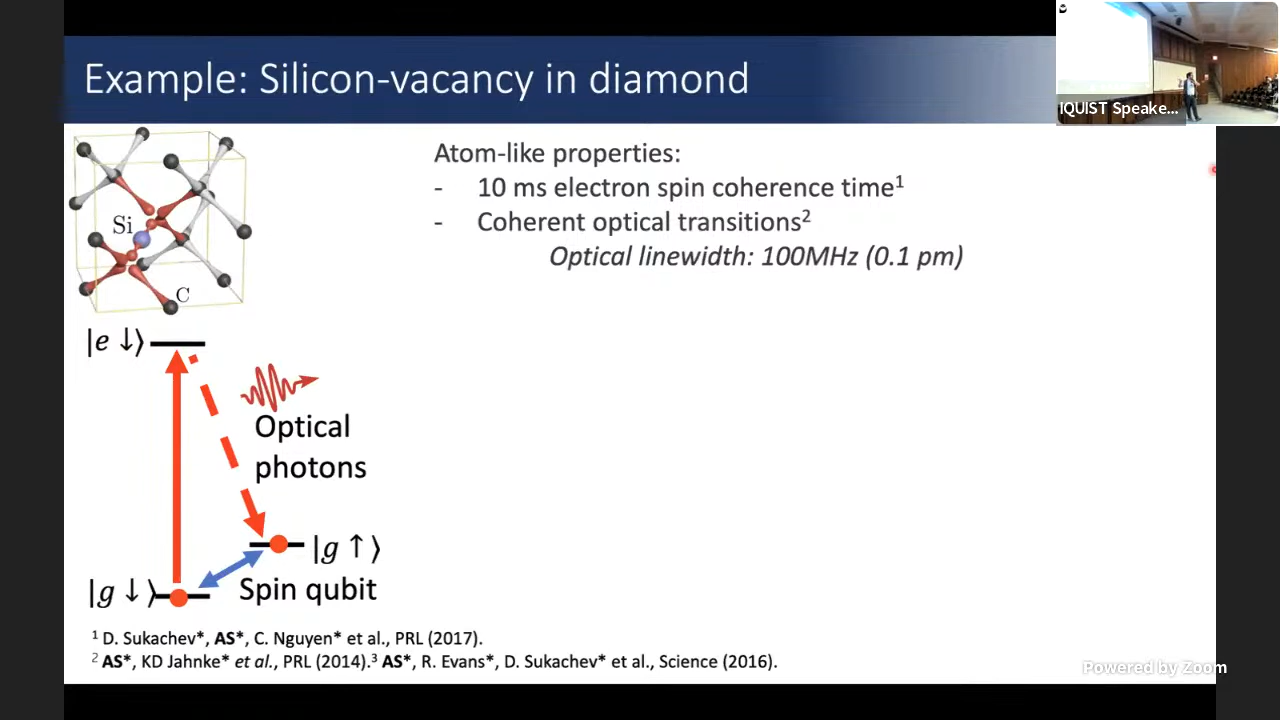 Example: Silicon-vacancy in diamond
IQUIST Speake...
Atom-like properties:
- 10 ms electron spin coherence time¹
- Coherent optical transitions²
Optical linewidth: 100MHz (0.1 pm)
Si
C
|e ↓⟩
Optical
photons
|g ↑⟩
|g ↓⟩
Spin qubit
¹ D. Sukachev*, AS*, C. Nguyen* et al., PRL (2017).
² AS*, KD Jahnke* et al., PRL (2014).³ AS*, R. Evans*, D. Sukachev* et al., Science (2016).
Powered by Zoom